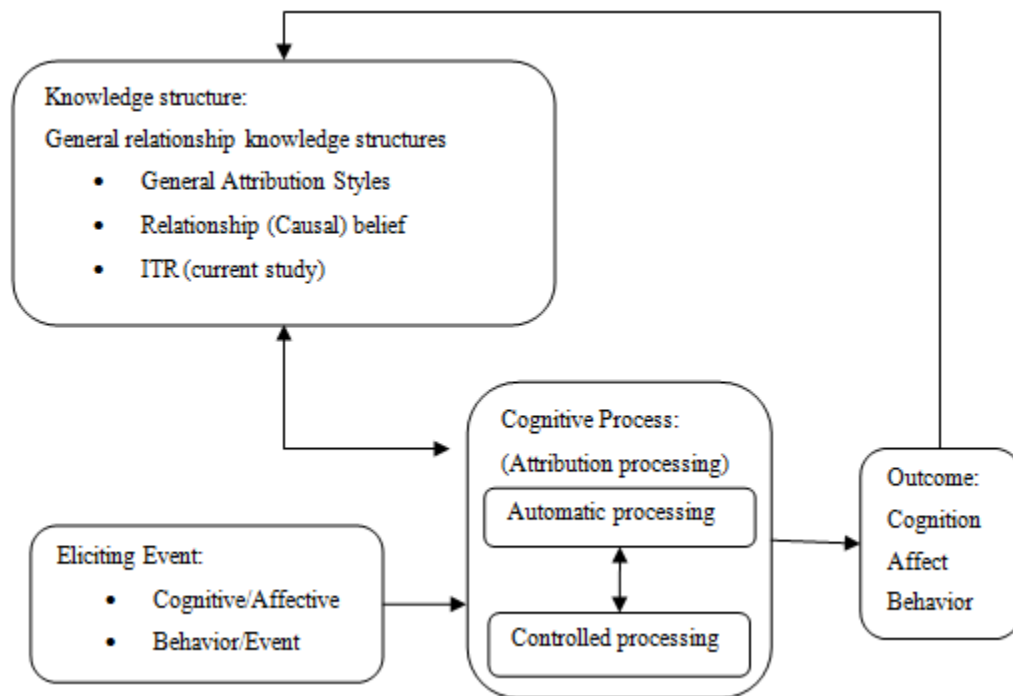 Knowledge structure:
General relationship knowledge structures
• General Attribution Styles
• Relationship (Causal) belief
• ITR (current study)
Eliciting Event:
• Cognitive/Affective
• Behavior/Event
Cognitive Process:
(Attribution processing)
Automatic processing
Controlled processing
Outcome:
Cognition
Affect
Behavior